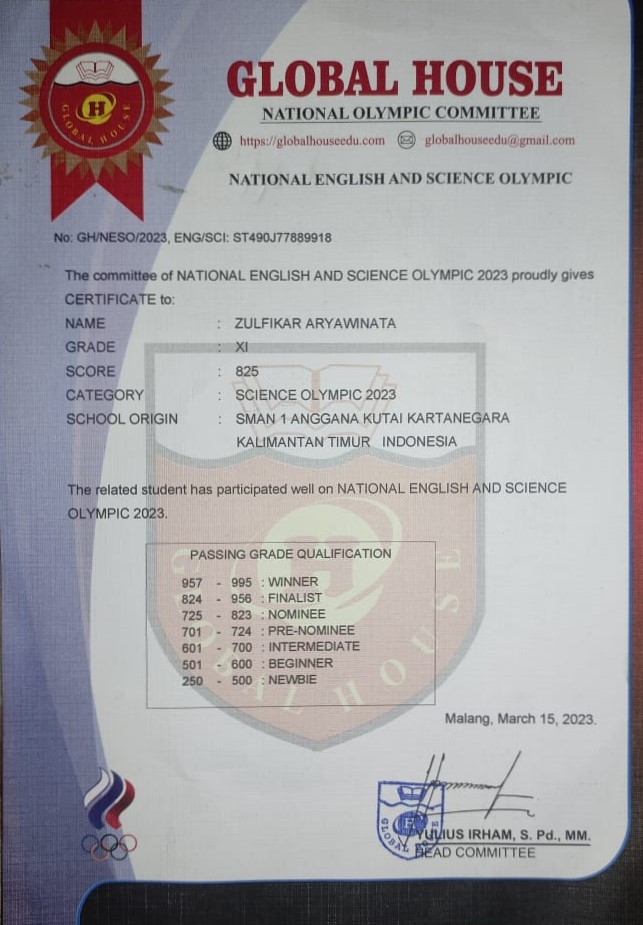 GLOBAL HOUSE
NATIONAL OLYMPIC COMMITTEE
https://globalhouseedu.com globalhouseedu@gmail.com
NATIONAL ENGLISH AND SCIENCE OLYMPIC
H
GLOBAL HOUSE
No: GH/NESO/2023, ENG/SCI: ST490J77889918
The committee of NATIONAL ENGLISH AND SCIENCE OLYMPIC 2023 proudly gives
CERTIFICATE to:
NAME : ZULFIKAR ARYAWINATA
GRADE : XI
SCORE : 825
CATEGORY : SCIENCE OLYMPIC 2023
SCHOOL ORIGIN : SMAN 1 ANGGANA KUTAI KARTANEGARA
KALIMANTAN TIMUR INDONESIA
The related student has participated well on NATIONAL ENGLISH AND SCIENCE
OLYMPIC 2023.
PASSING GRADE QUALIFICATION
957 - 995 : WINNER
824 - 956 : FINALIST
725 - 823 : NOMINEE
701 - 724 : PRE-NOMINEE
601 - 700 : INTERMEDIATE
501 - 600 : BEGINNER
250 - 500 : NEWBIE
H
GLOBAL HOUSE
Malang, March 15, 2023.
YULIUS IRHAM, S. Pd., MM.
HEAD COMMITTEE